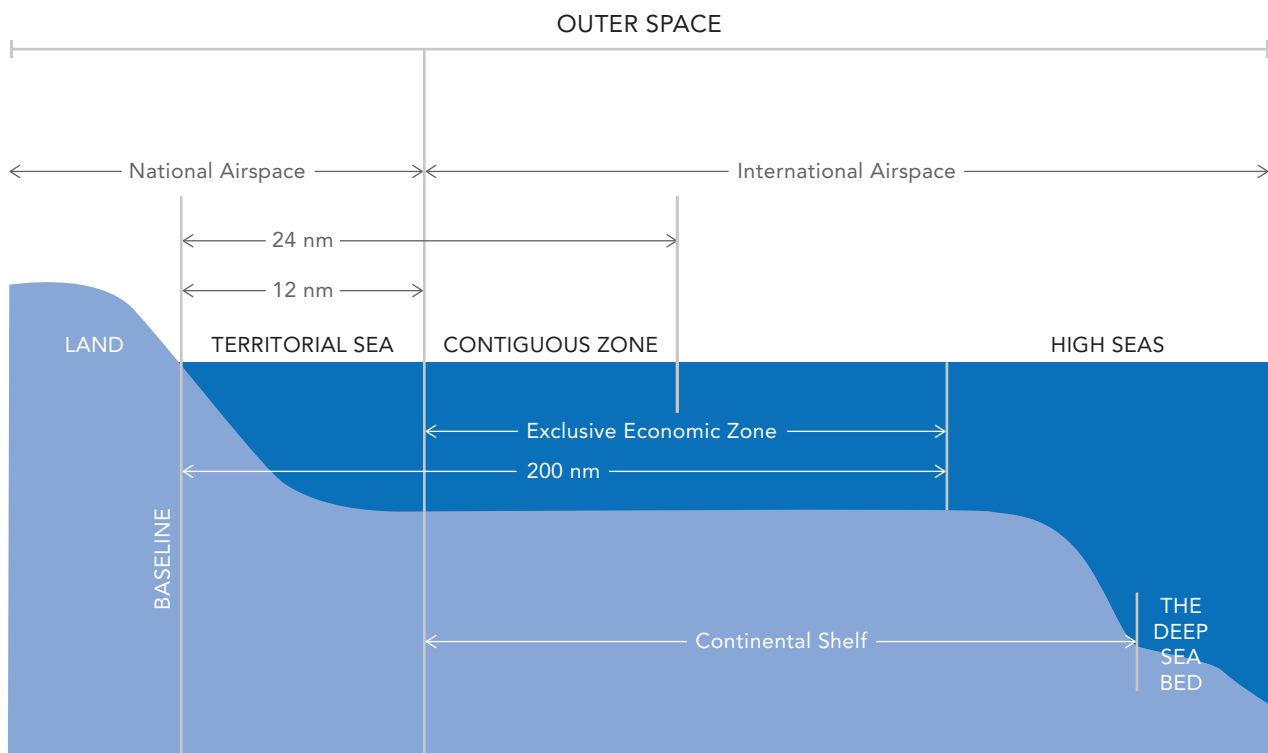 OUTER SPACE
National Airspace
International Airspace
24 nm
12 nm
LAND
TERRITORIAL SEA
CONTIGUOUS ZONE
HIGH SEAS
Exclusive Economic Zone
200 nm
BASELINE
Continental Shelf
THE
DEEP
SEA
BED